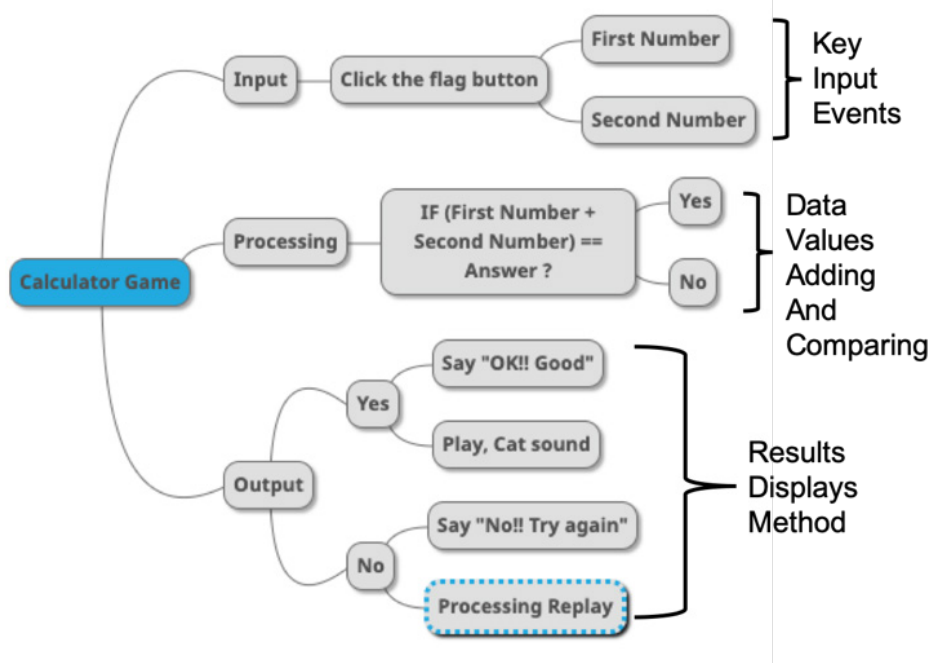 First Number
Key
Input
Events
Input
Click the flag button
Second Number
Yes
Data
Values
Adding
And
Comparing
IF (First Number +
Second Number) ==
Answer ?
Processing
No
Calculator Game
Say "OK!! Good"
Yes
Play, Cat sound
Results
Displays
Method
Output
Say "No!! Try again"
No
Processing Replay